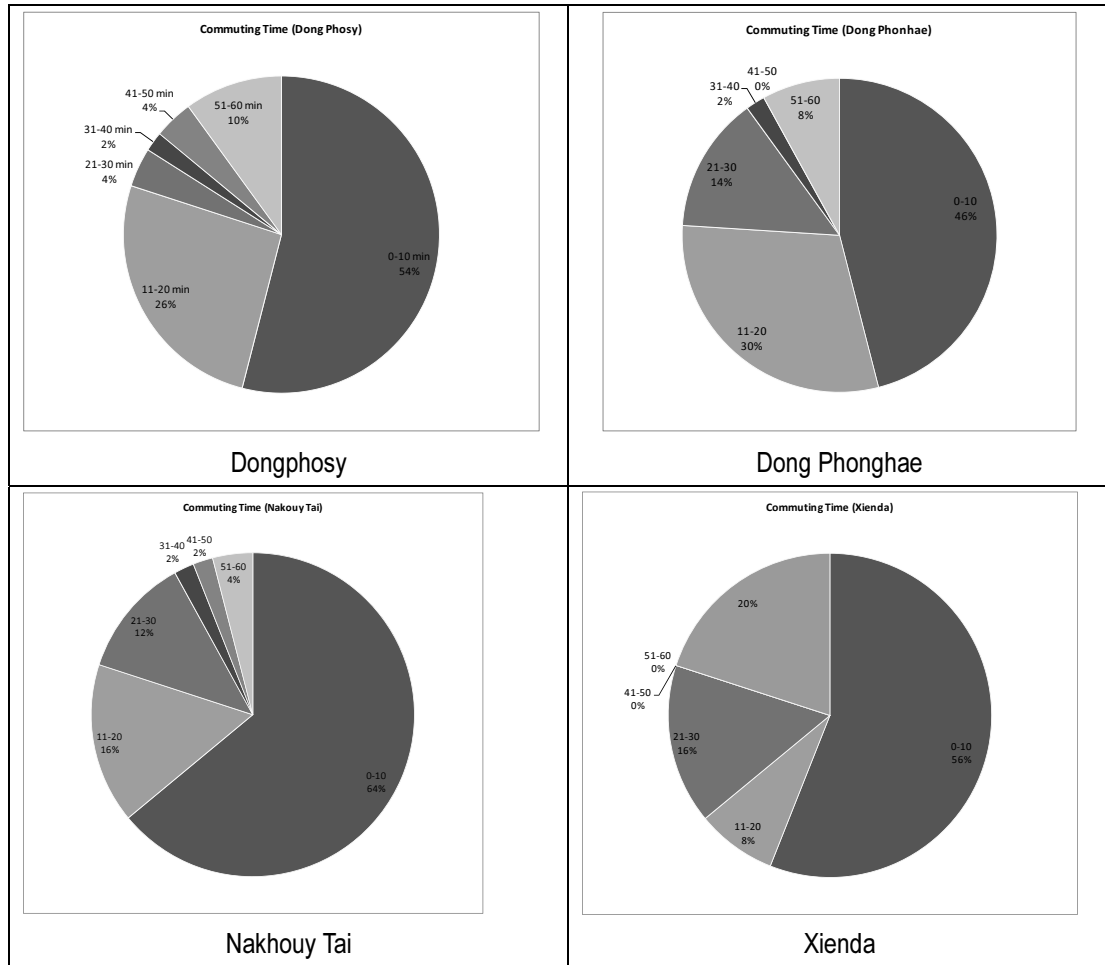 Commuting Time (Dong Phosy)
41-50 min
4%
51-60 min
10%
31-40 min
2%
21-30 min
4%
0-10 min
54%
11-20 min
26%
Dongphosy
Commuting Time (Dong Phonhae)
41-50
0%
31-40
2%
51-60
8%
21-30
14%
0-10
46%
11-20
30%
Dong Phonghae
Commuting Time (Nakouy Tai)
31-40
2%
41-50
2%
51-60
4%
21-30
12%
11-20
16%
0-10
64%
Nakhouy Tai
Commuting Time (Xienda)
20%
51-60
0%
41-50
0%
21-30
16%
0-10
56%
11-20
8%
Xienda